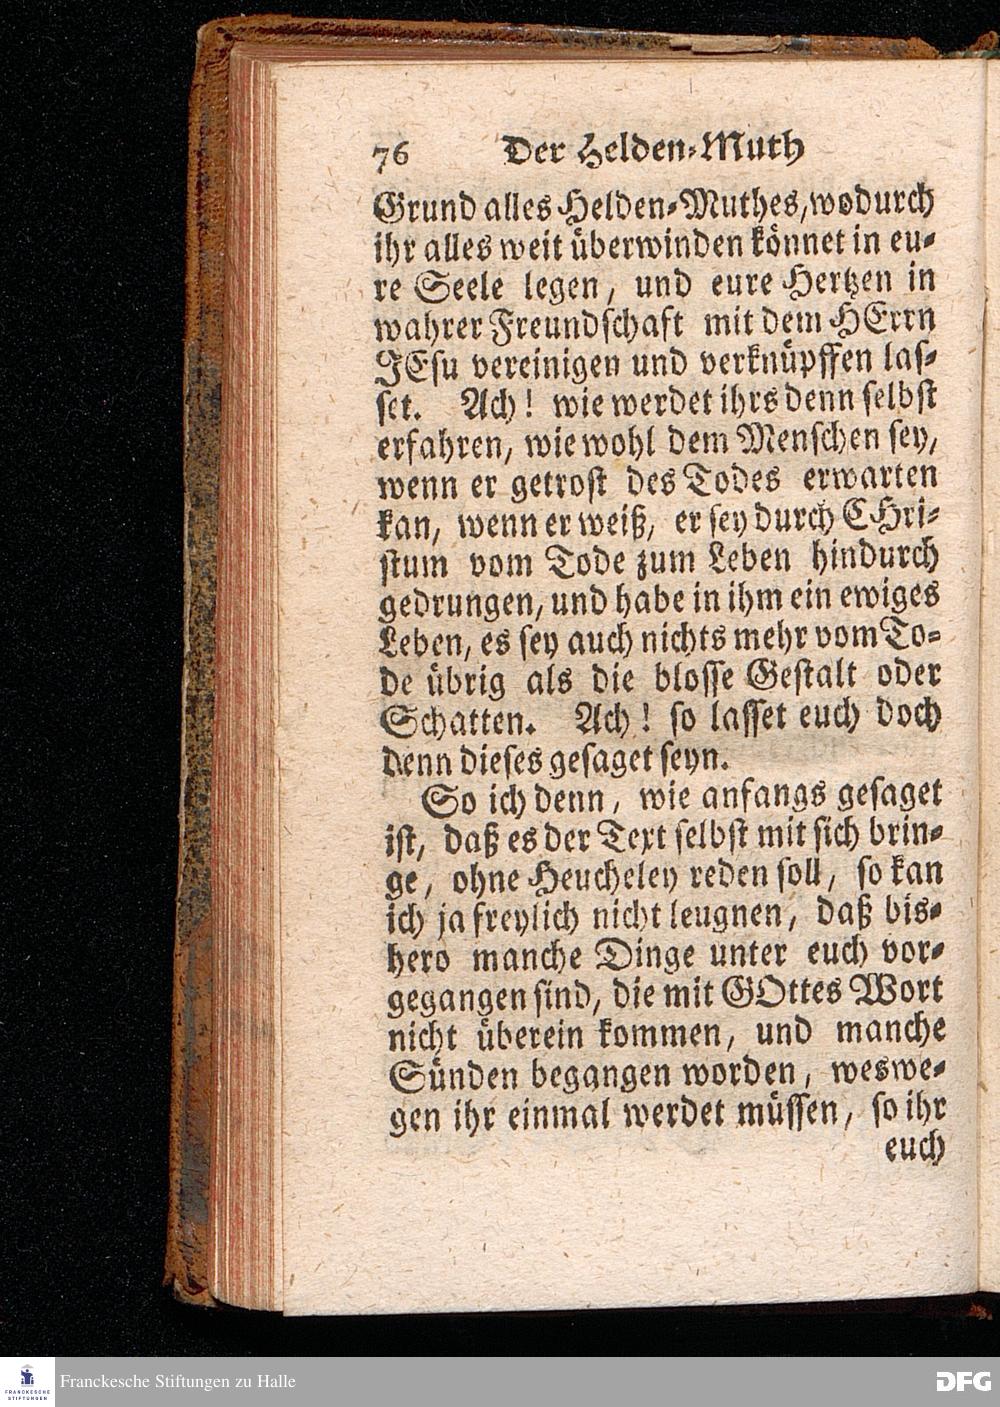 76 Der Helden-Muth
Grund alles Helden-Muthes, wodurch
ihr alles weit überwinden könnet in eu-
re Seele legen, und eure Hertzen in
wahrer Freundschaft mit dem HErrn
JEsu vereinigen und verknüpffen las-
set. Ach! wie werdet ihrs denn selbst
erfahren, wie wohl dem Menschen sey,
wenn er getrost des Todes erwarten
kan, wenn er weiß, er sey durch CHri-
stum vom Tode zum Leben hindurch
gedrungen, und habe in ihm ein ewiges
Leben, es sey auch nichts mehr vom To-
de übrig als die blosse Gestalt oder
Schatten. Ach! so lasset euch doch
denn dieses gesaget seyn.
So ich denn, wie anfangs gesaget
ist, daß es der Text selbst mit sich brin-
ge, ohne Heucheley reden soll, so kan
ich ja freylich nicht leugnen, daß bis-
hero manche Dinge unter euch vor-
gegangen sind, die mit GOttes Wort
nicht überein kommen, und manche
Sünden begangen worden, weswe-
gen ihr einmal werdet müssen, so ihr
euch
FRANCKESCHE
STIFTUNGEN
Franckesche Stiftungen zu Halle
DFG